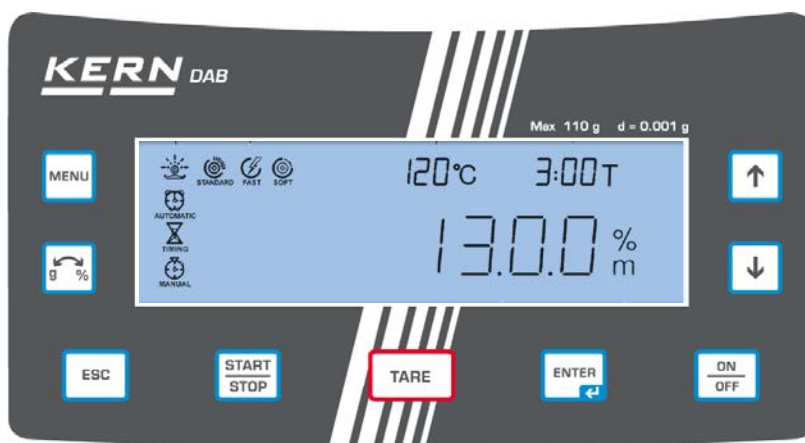 KERN DAB
Max 110 g d = 0.001 g
MENU
STANDARD FAST SOFT
120°C 3:00T
↑
AUTOMATIC
TIMING
13.0.0 % m
g %
MANUAL
↓
ESC
START
STOP
TARE
ENTER
ON
OFF